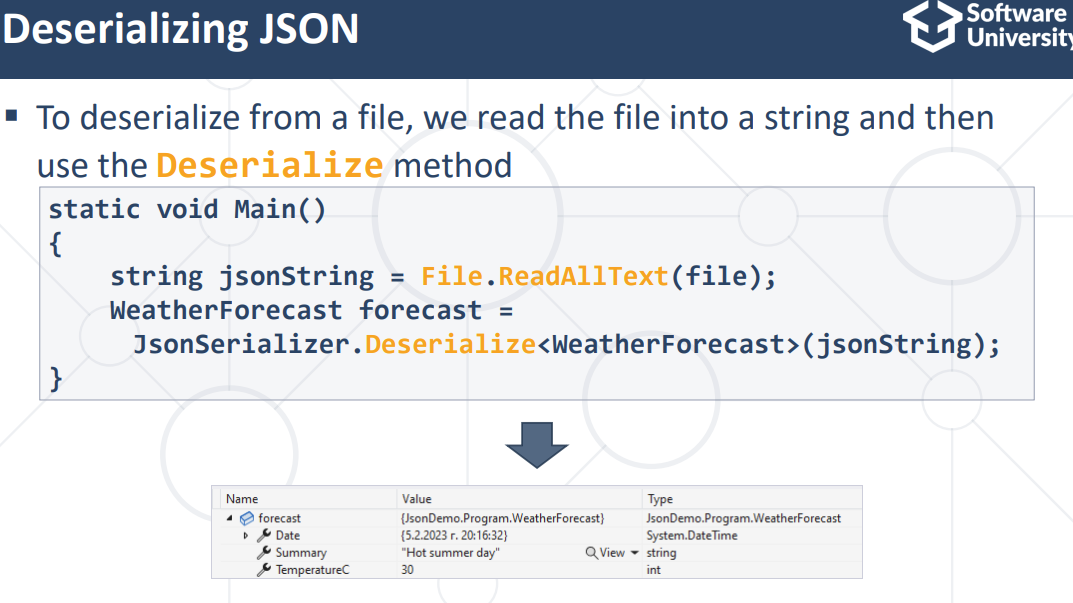 Deserializing JSON
Software
University
▪ To deserialize from a file, we read the file into a string and then
use the Deserialize method
static void Main()
{
    string jsonString = File.ReadAllText(file);
    WeatherForecast forecast =
     JsonSerializer.Deserialize<WeatherForecast>(jsonString);
}
Name Value Type
forecast {JsonDemo.Program.WeatherForecast} JsonDemo.Program.WeatherForecast
Date {5.2.2023 г. 20:16:32} System.DateTime
Summary "Hot summer day" View string
TemperatureC 30 int